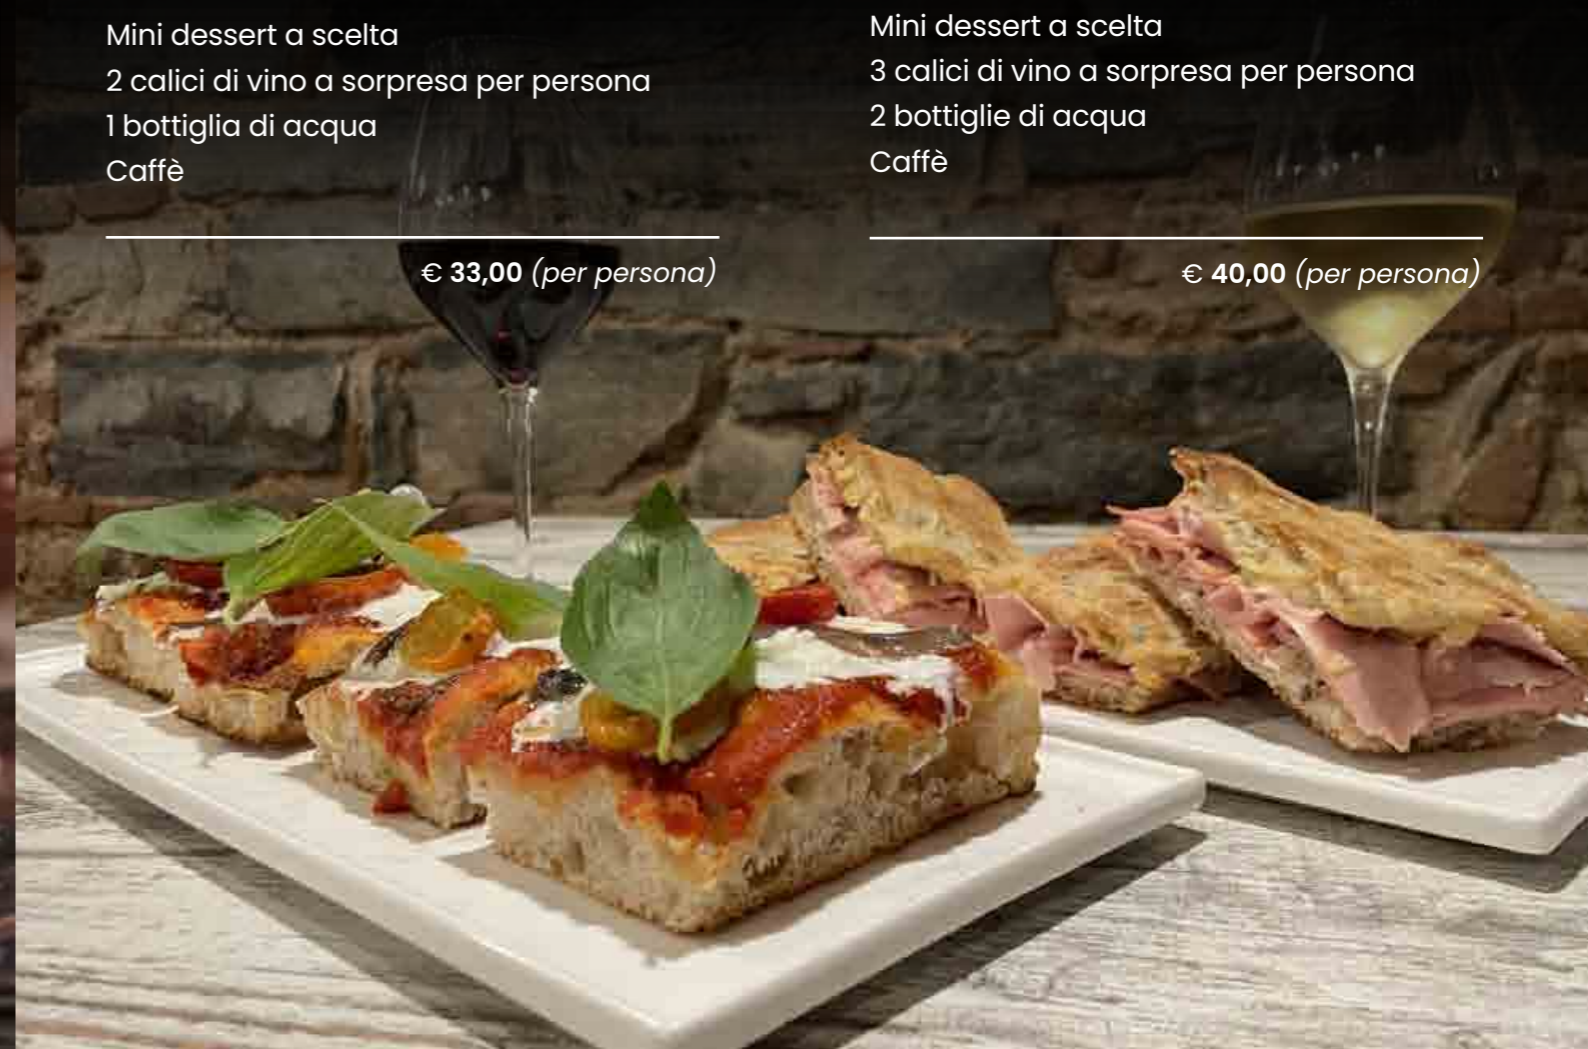 Mini dessert a scelta
2 calici di vino a sorpresa per persona
1 bottiglia di acqua
Caffè
€ 33,00 (per persona)
Mini dessert a scelta
3 calici di vino a sorpresa per persona
2 bottiglie di acqua
Caffè
€ 40,00 (per persona)